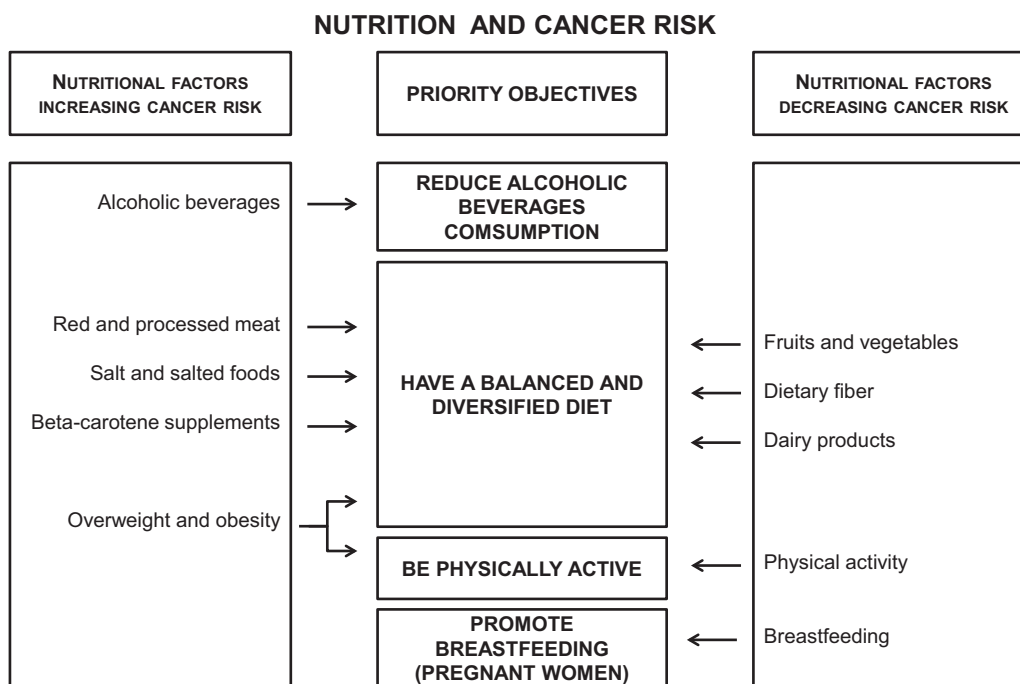 NUTRITION AND CANCER RISK
NUTRITIONAL FACTORS
INCREASING CANCER RISK
PRIORITY OBJECTIVES
NUTRITIONAL FACTORS
DECREASING CANCER RISK
Alcoholic beverages
REDUCE ALCOHOLIC
BEVERAGES
COMSUMPTION
Red and processed meat
Salt and salted foods
Beta-carotene supplements
Overweight and obesity
HAVE A BALANCED AND
DIVERSIFIED DIET
Fruits and vegetables
Dietary fiber
Dairy products
BE PHYSICALLY ACTIVE
Physical activity
PROMOTE
BREASTFEEDING
(PREGNANT WOMEN)
Breastfeeding